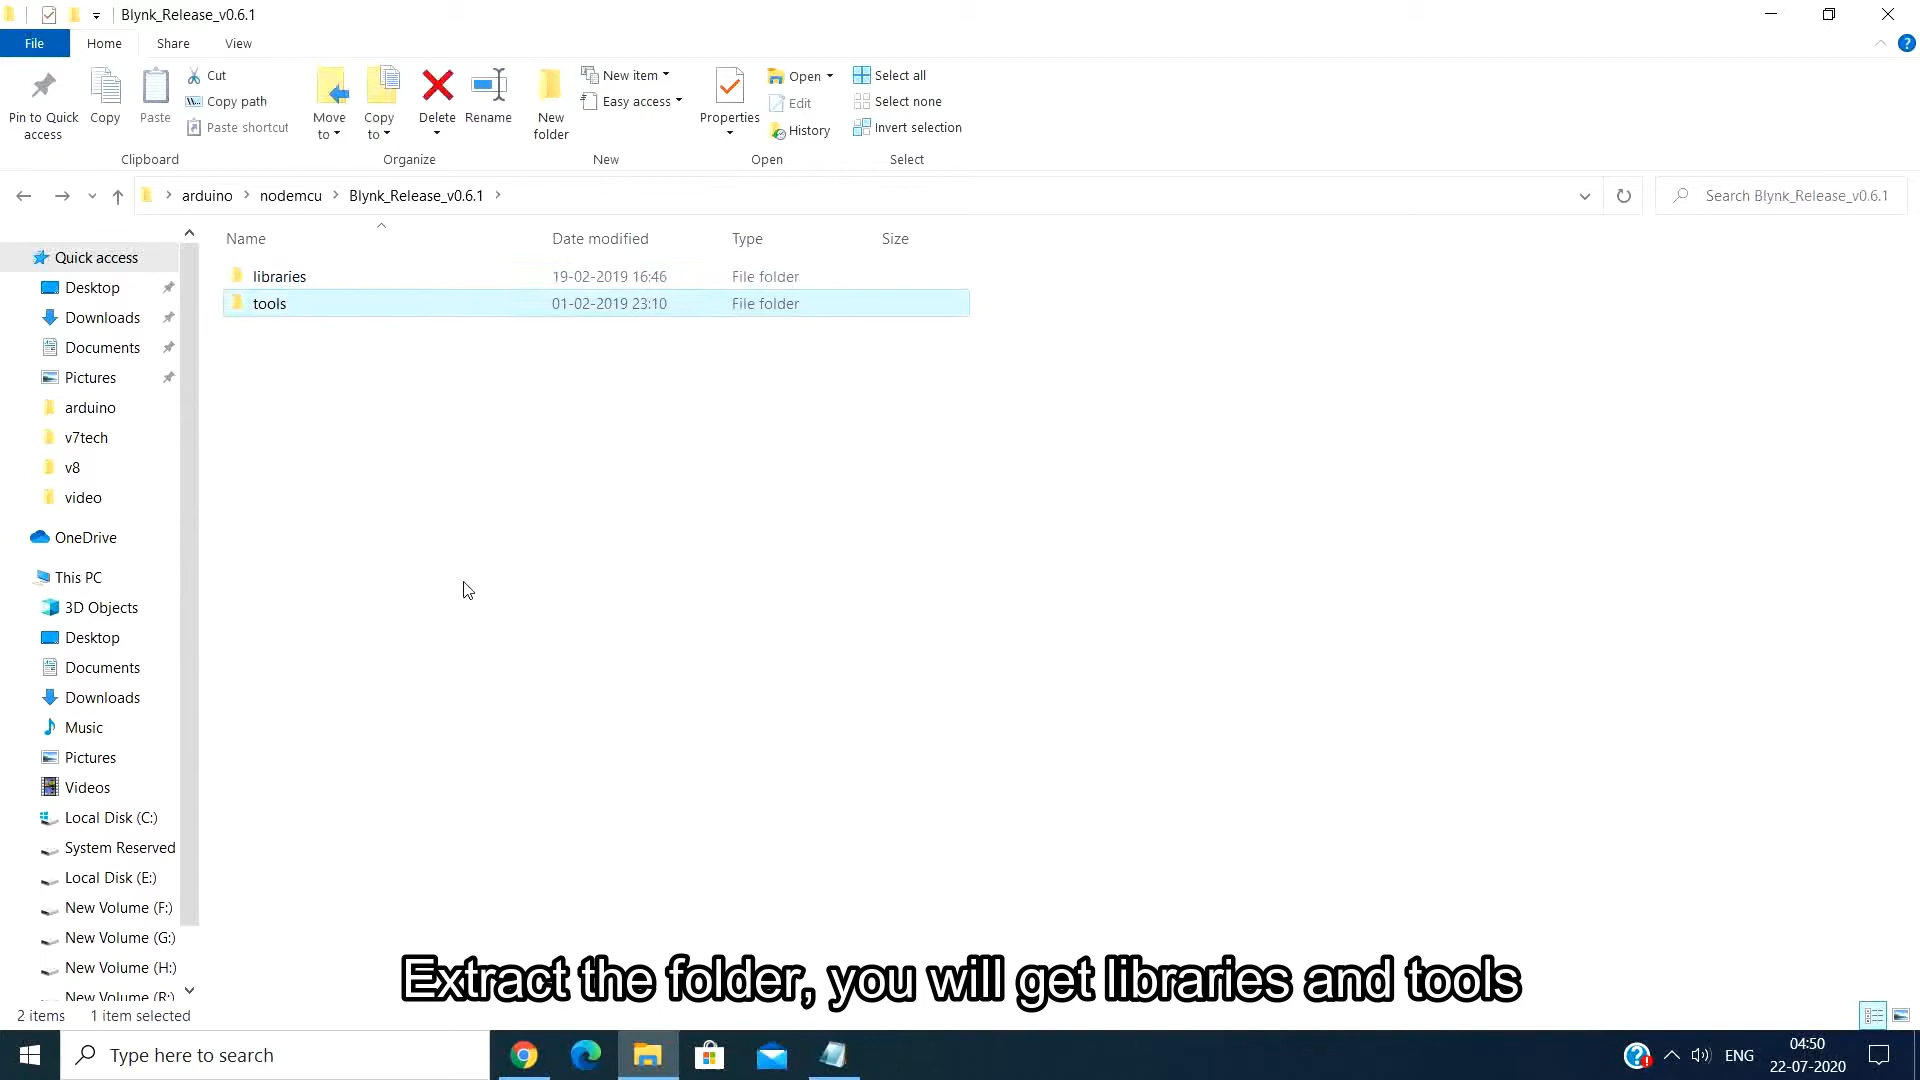 Blynk_Release_v0.6.1
File Home Share View
Pin to Quick access
Copy
Paste
Cut
Copy path
Paste shortcut
Clipboard
Move to
Copy to
Delete
Rename
Organize
New folder
New item
Easy access
New
Properties
Open
Edit
History
Open
Select all
Select none
Invert selection
Select
arduino > nodemcu > Blynk_Release_v0.6.1 >
Search Blynk_Release_v0.6.1
Name Date modified Type Size
libraries 19-02-2019 16:46 File folder
tools 01-02-2019 23:10 File folder
Quick access
Desktop
Downloads
Documents
Pictures
arduino
v7tech
v8
video
OneDrive
This PC
3D Objects
Desktop
Documents
Downloads
Music
Pictures
Videos
Local Disk (C:)
System Reserved
Local Disk (E:)
New Volume (F:)
New Volume (G:)
New Volume (H:)
New Volume (R:)
Extract the folder, you will get libraries and tools
2 items 1 item selected
Type here to search
ENG
04:50
22-07-2020